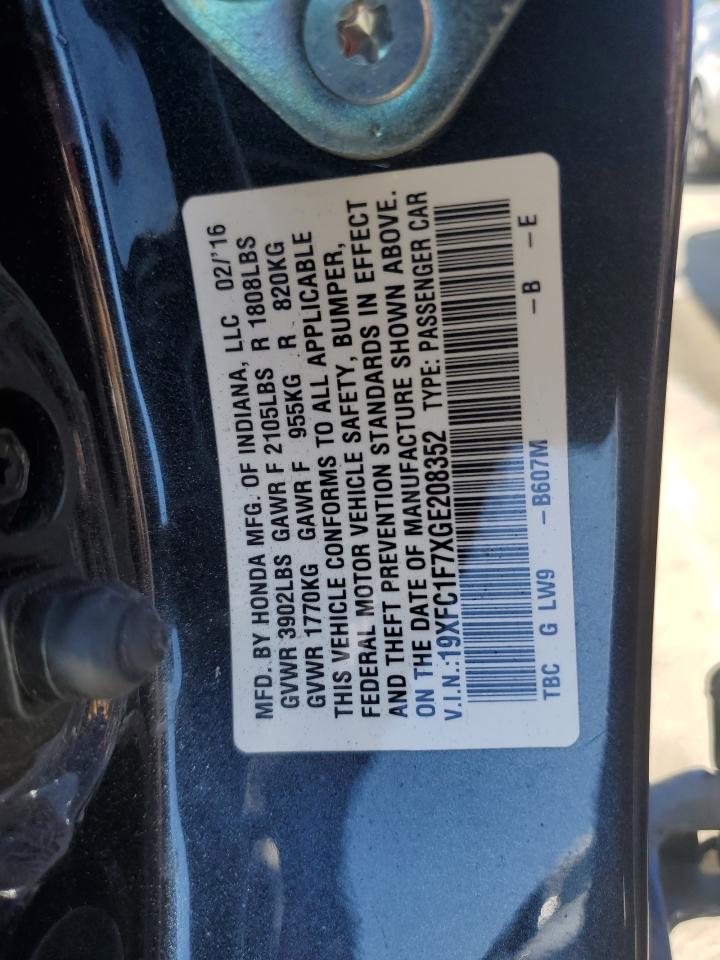 MFD. BY HONDA MFG. OF INDIANA, LLC 02/'16
GVWR 3902LBS GAWR F 2105LBS R 1808LBS
GVWR 1770KG GAWR F 955KG R 820KG
THIS VEHICLE CONFORMS TO ALL APPLICABLE
FEDERAL MOTOR VEHICLE SAFETY, BUMPER,
AND THEFT PREVENTION STANDARDS IN EFFECT
ON THE DATE OF MANUFACTURE SHOWN ABOVE.
V.I.N.:19XFC1F7XGE208352 TYPE: PASSENGER CAR
TBC G LW9 -B607M -B -E